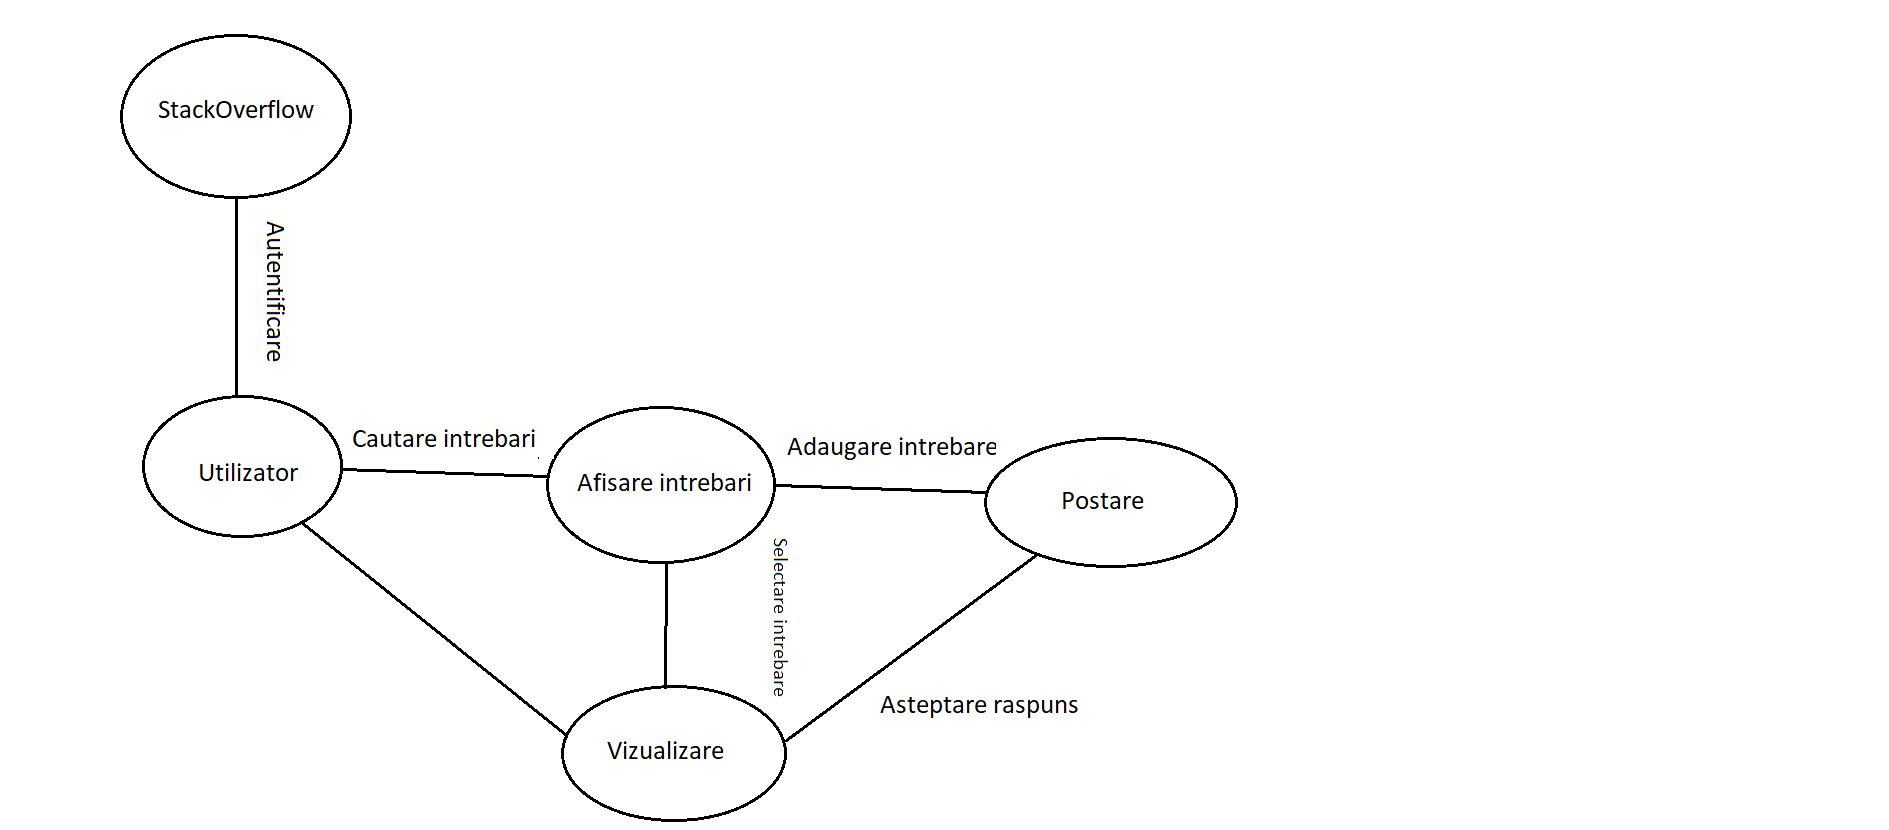 StackOverflow
Autentificare
Cautare intrebari
Adaugare intrebare
Utilizator
Afisare intrebari
Postare
Selectare intrebare
Asteptare raspuns
Vizualizare